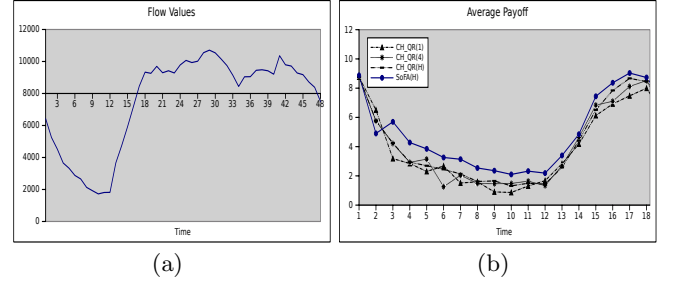 Flow Values
12000
10000
8000
6000
4000
2000
0
3 6 9 12 15 18 21 24 27 30 33 36 39 42 45 48
Time
(a)
Average Payoff
12
10
8
6
4
2
0
CH_QR(1)
CH_QR(4)
CH_QR(H)
SoFA(H)
1 2 3 4 5 6 7 8 9 10 11 12 13 14 15 16 17 18
Time
(b)